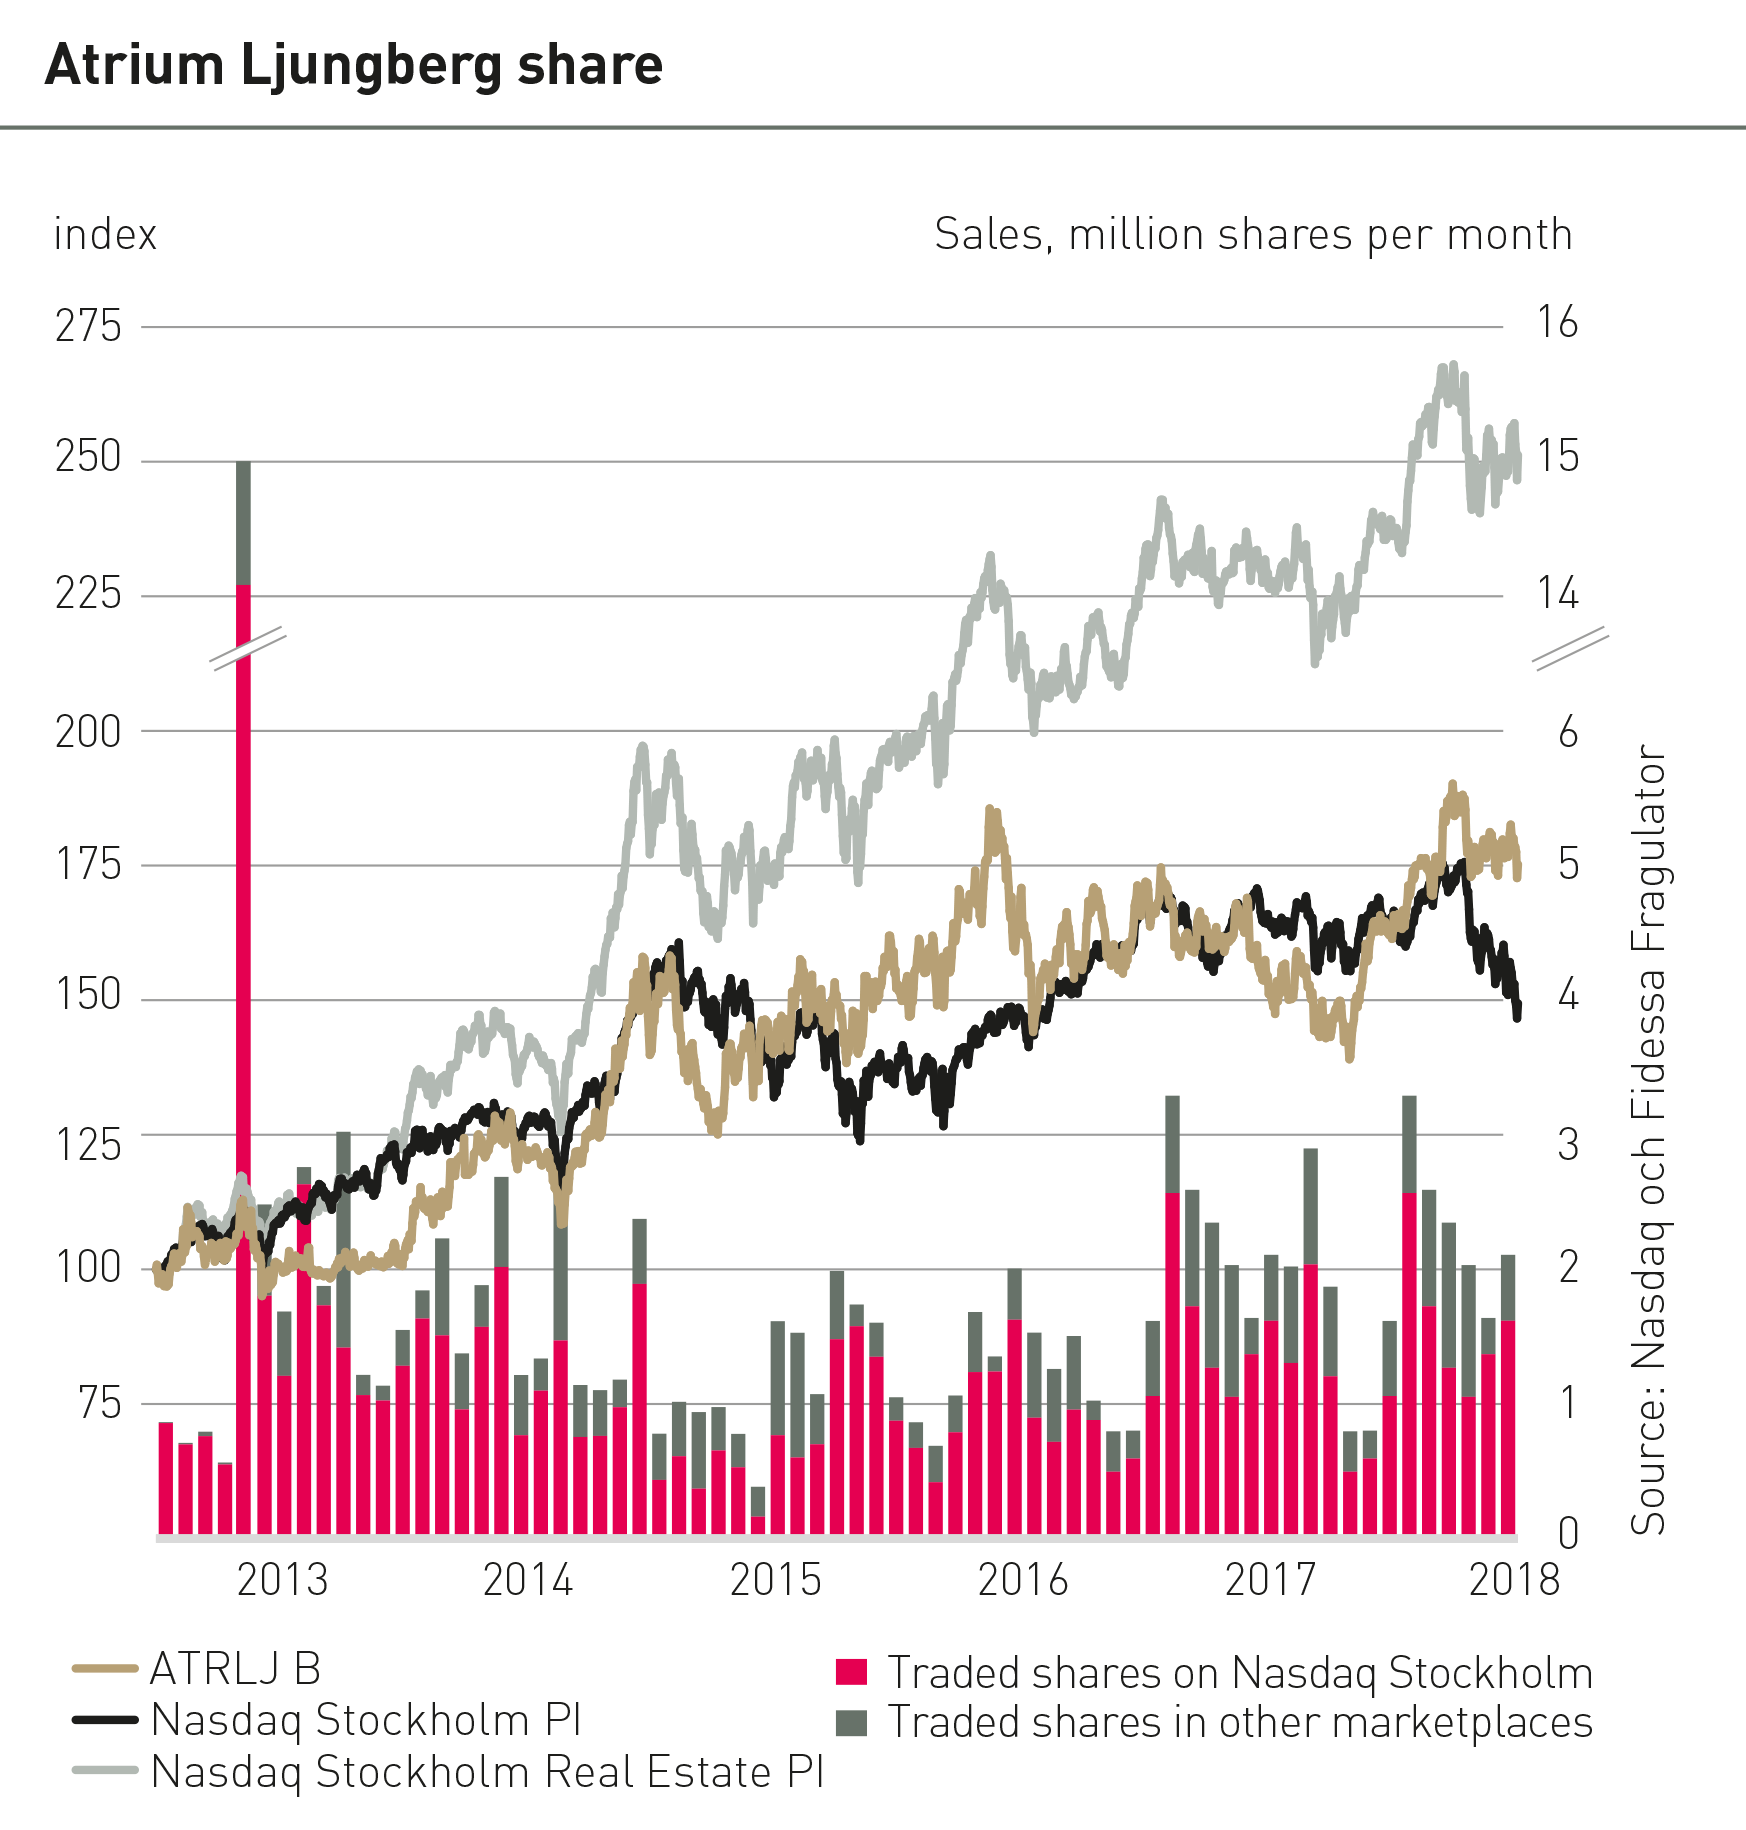 Atrium Ljungberg share
index
Sales, million shares per month
275
16
250
15
225
14
200
6
175
5
150
4
125
3
100
2
75
1
0
2013
2014
2015
2016
2017
2018
Source: Nasdaq och Fidessa Fragulator
ATRLJ B
Nasdaq Stockholm PI
Nasdaq Stockholm Real Estate PI
Traded shares on Nasdaq Stockholm
Traded shares in other marketplaces